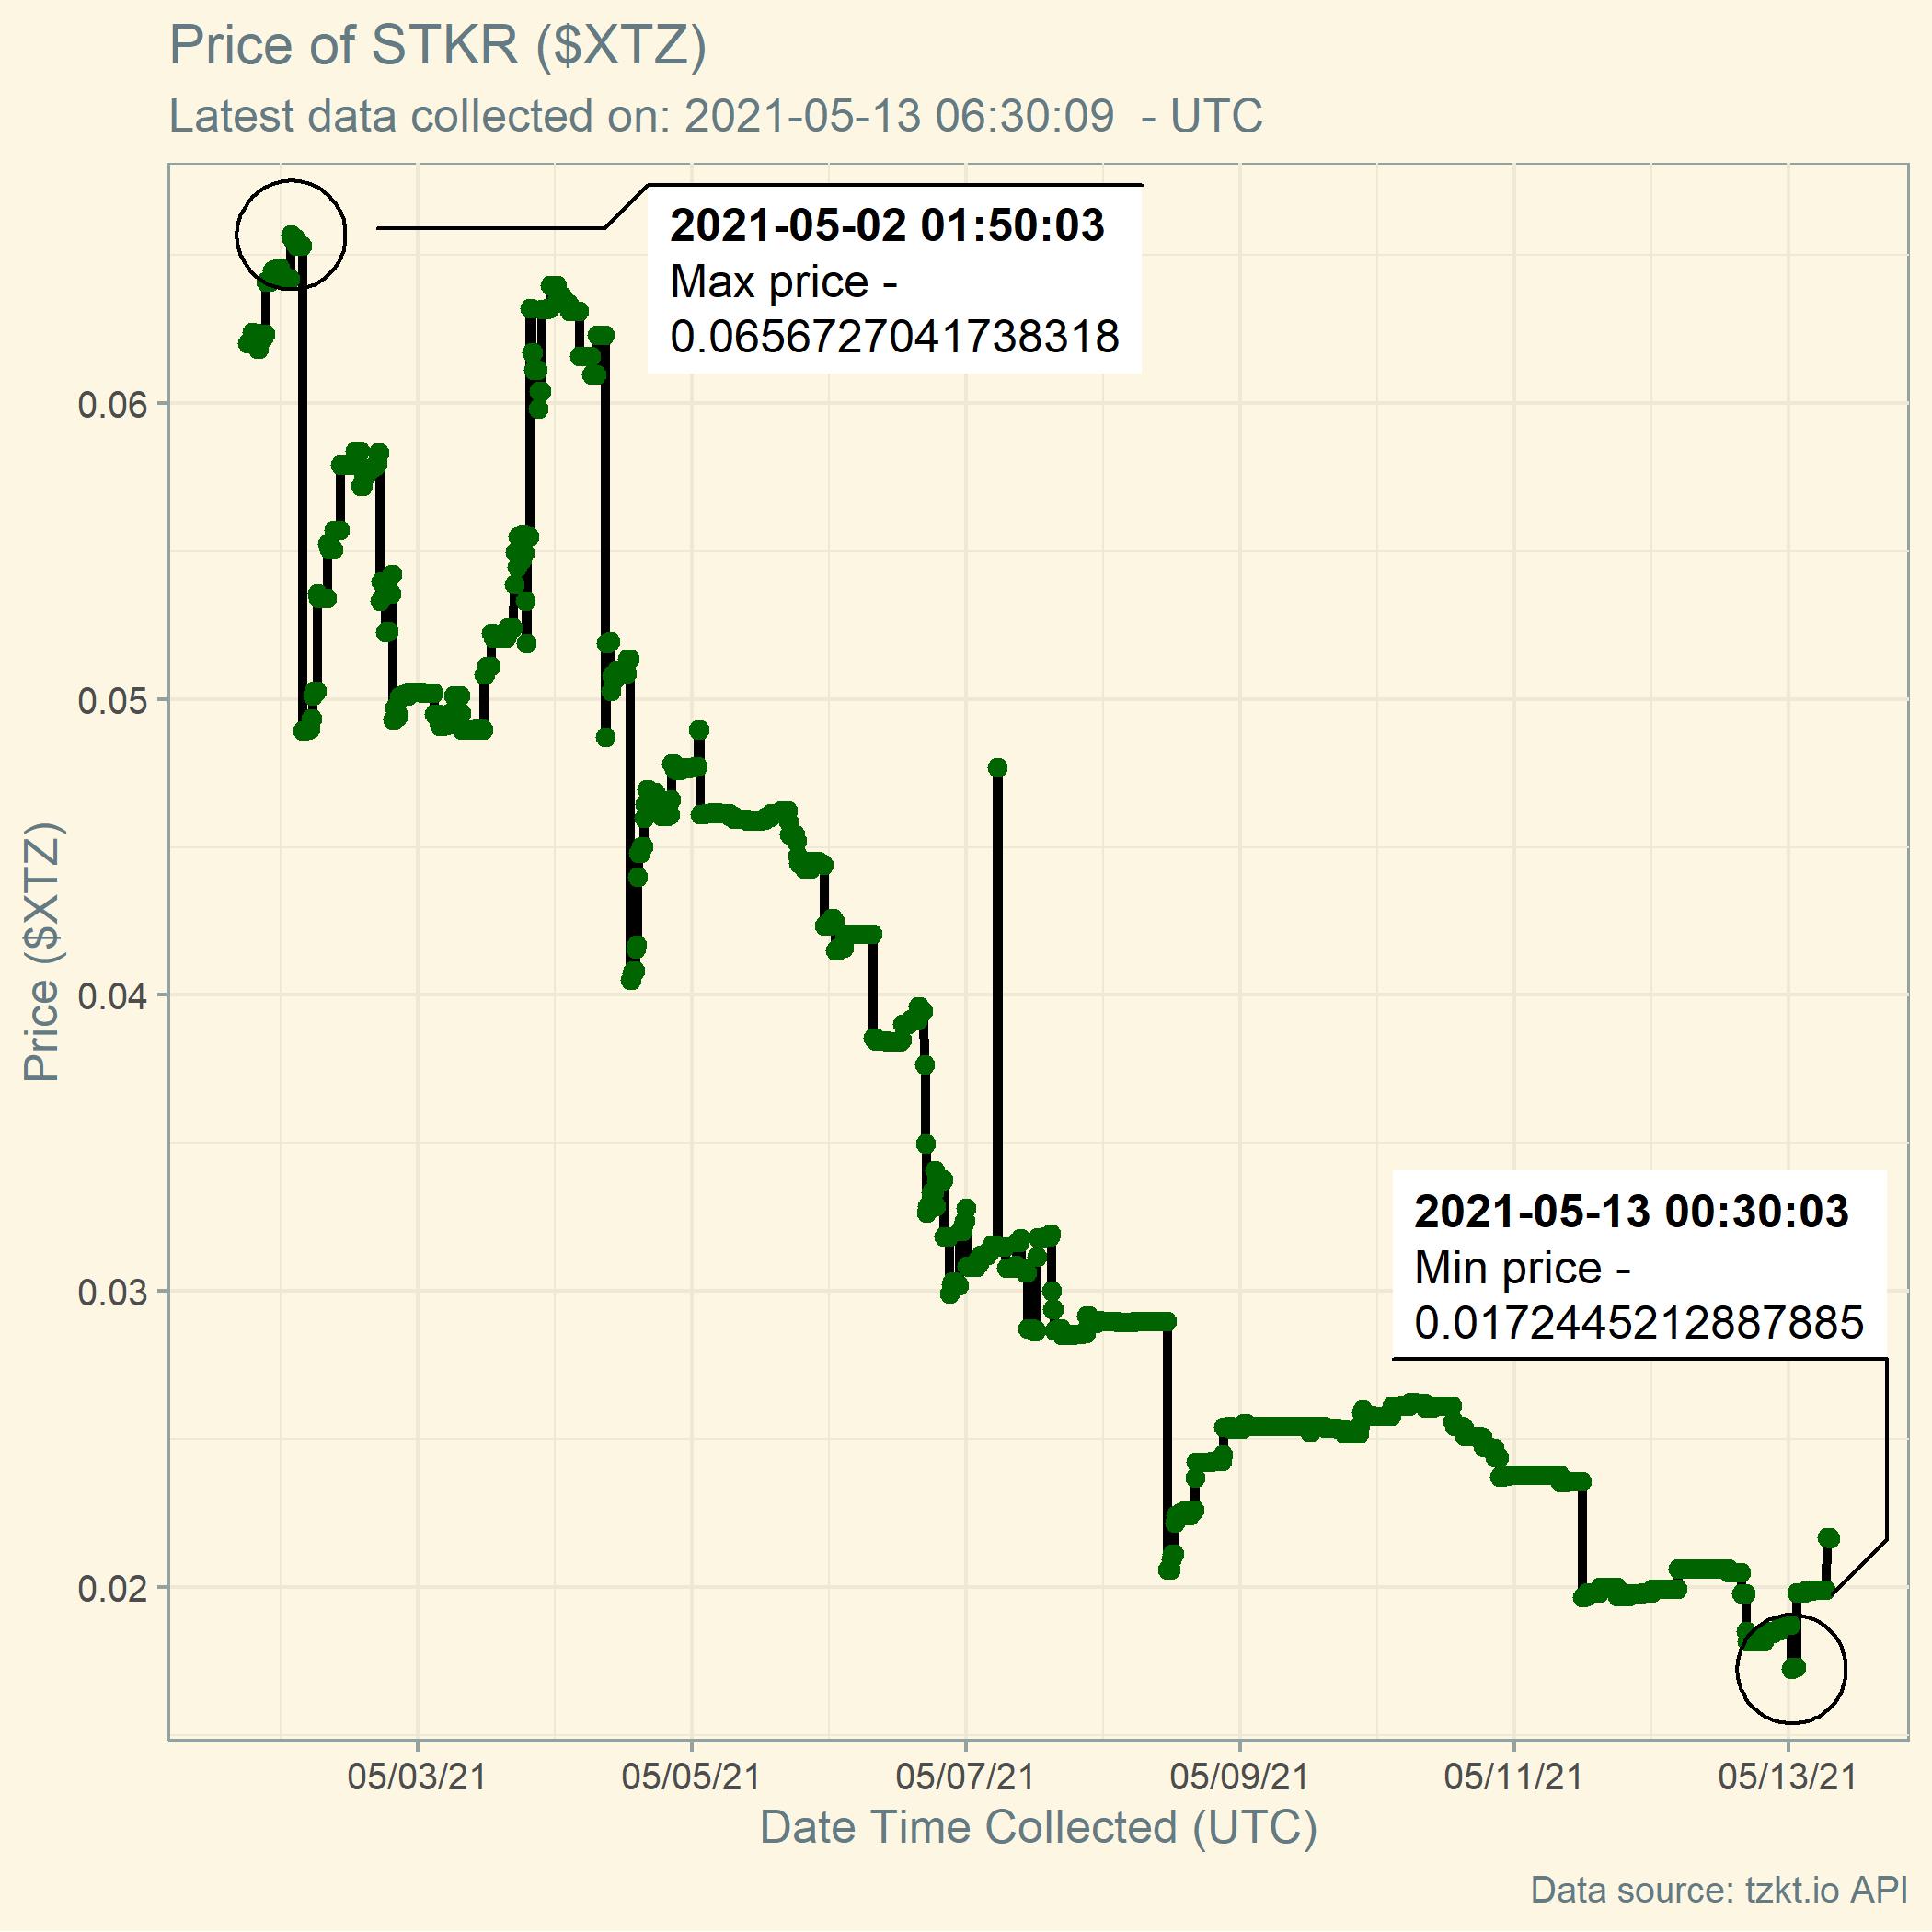 Price of STKR ($XTZ)
Latest data collected on: 2021-05-13 06:30:09  - UTC
2021-05-02 01:50:03
Max price -
0.0656727041738318
0.06
0.05
0.04
0.03
0.02
Price ($XTZ)
2021-05-13 00:30:03
Min price -
0.0172445212887885
05/03/21
05/05/21
05/07/21
05/09/21
05/11/21
05/13/21
Date Time Collected (UTC)
Data source: tzkt.io API